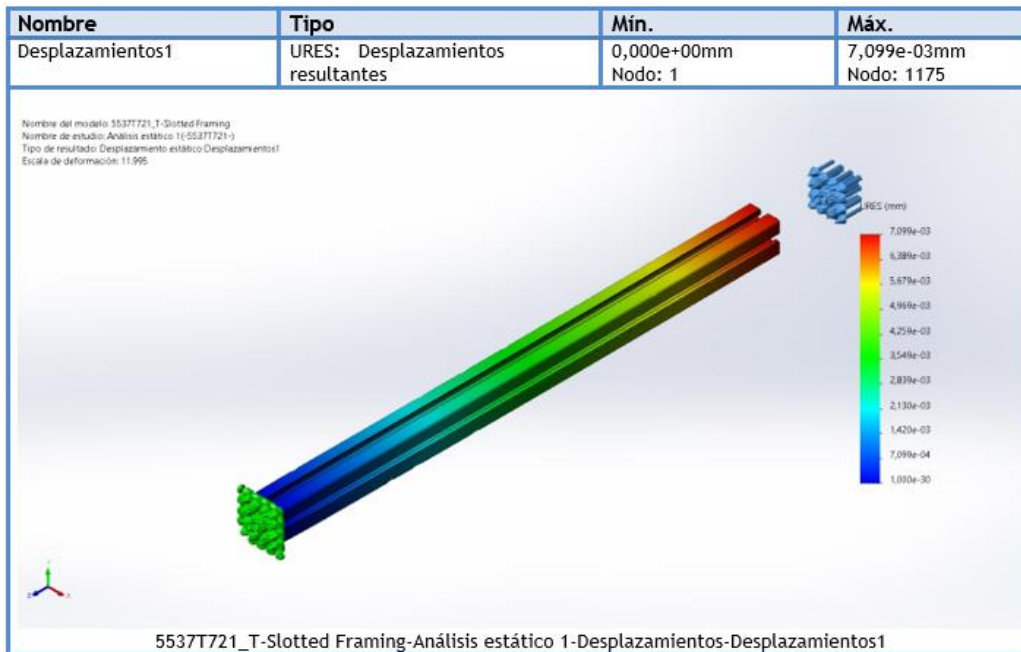 Nombre Tipo Mín. Máx.
Desplazamientos1 URES: Desplazamientos resultantes 0,000e+00mm Nodo: 1 7,099e-03mm Nodo: 1175
Nombre del modelo: 5537T721_T-Slotted Framing
Nombre de estudio: Análisis estático 1(-5537T721-)
Tipo de resultado: Desplazamiento estático Desplazamientos1
Escala de deformación: 11.995
URES (mm)
7,099e-03
6,389e-03
5,679e-03
4,969e-03
4,259e-03
3,549e-03
2,839e-03
2,130e-03
1,420e-03
7,099e-04
1,000e-30
5537T721_T-Slotted Framing-Análisis estático 1-Desplazamientos-Desplazamientos1